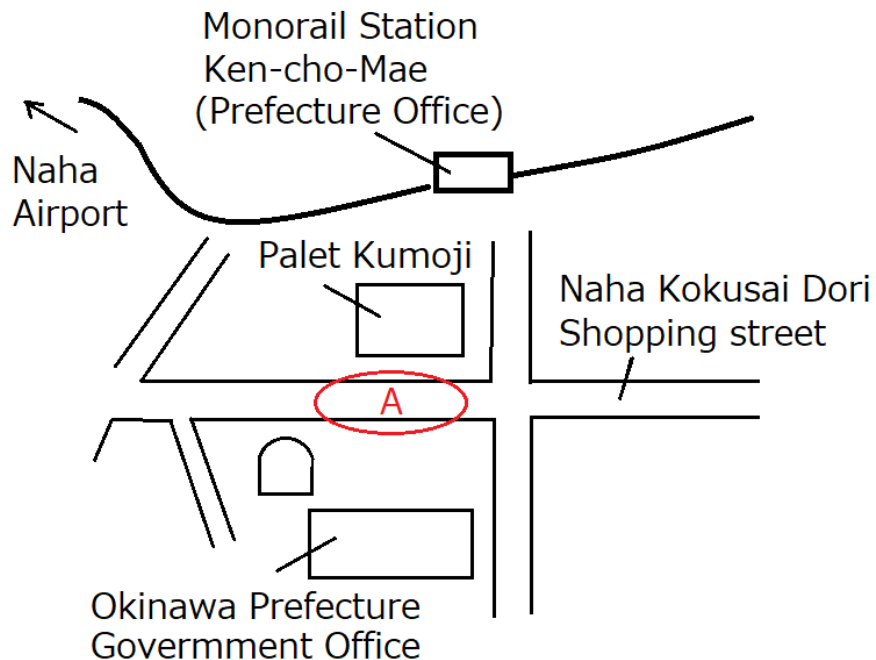 Monorail Station
Ken-cho-Mae
(Prefecture Office)
Naha
Airport
Palet Kumoji
Naha Kokusai Dori
Shopping street
A
Okinawa Prefecture
Govermment Office